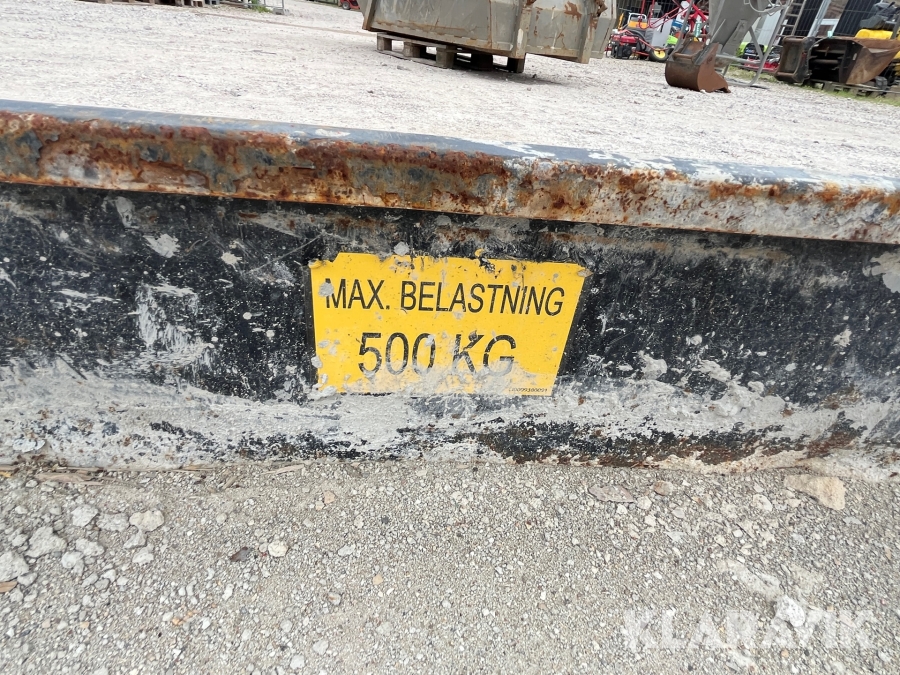 MAX. BELASTNING
500 KG
KLARAVIK